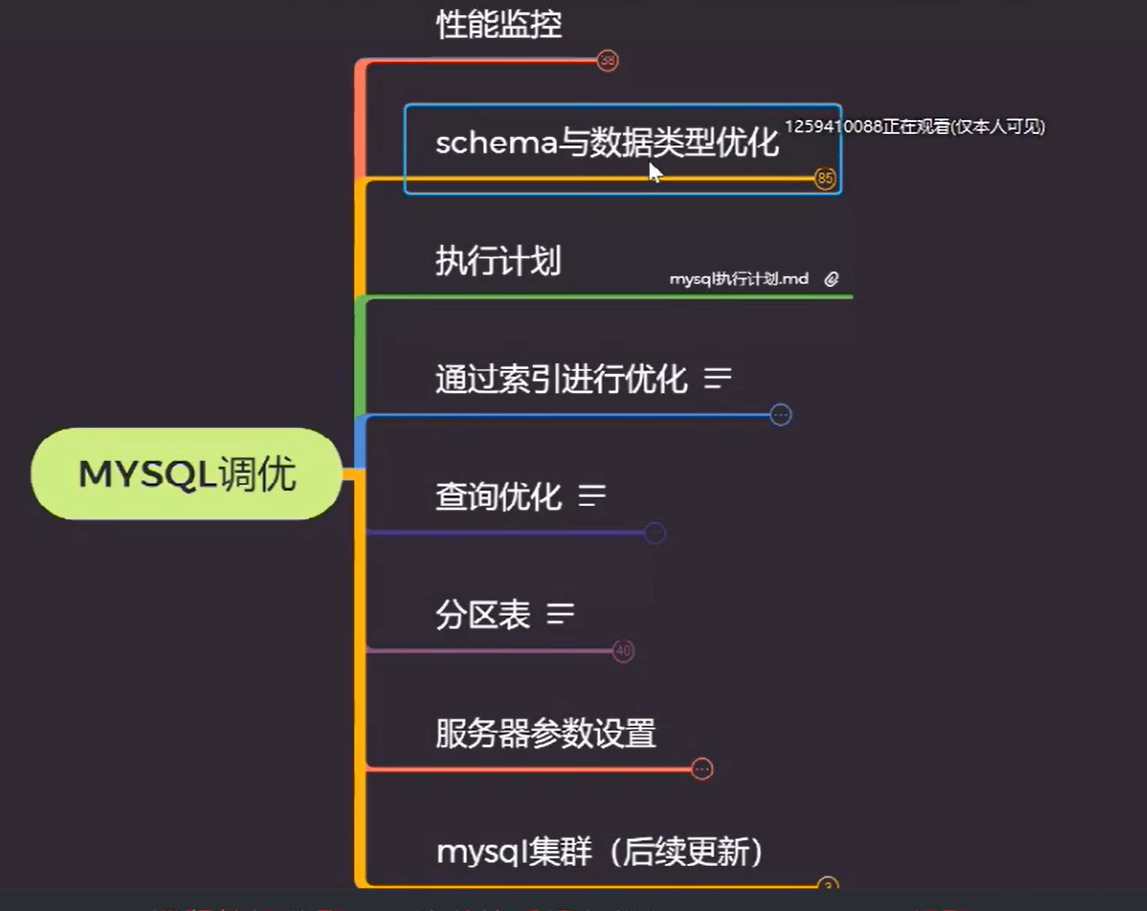 性能监控
38
schema与数据类型优化
1259410088正在观看(仅本人可见)
85
执行计划
mysql执行计划.md
通过索引进行优化
MYSQL调优
查询优化
分区表
40
服务器参数设置
mysql集群（后续更新）